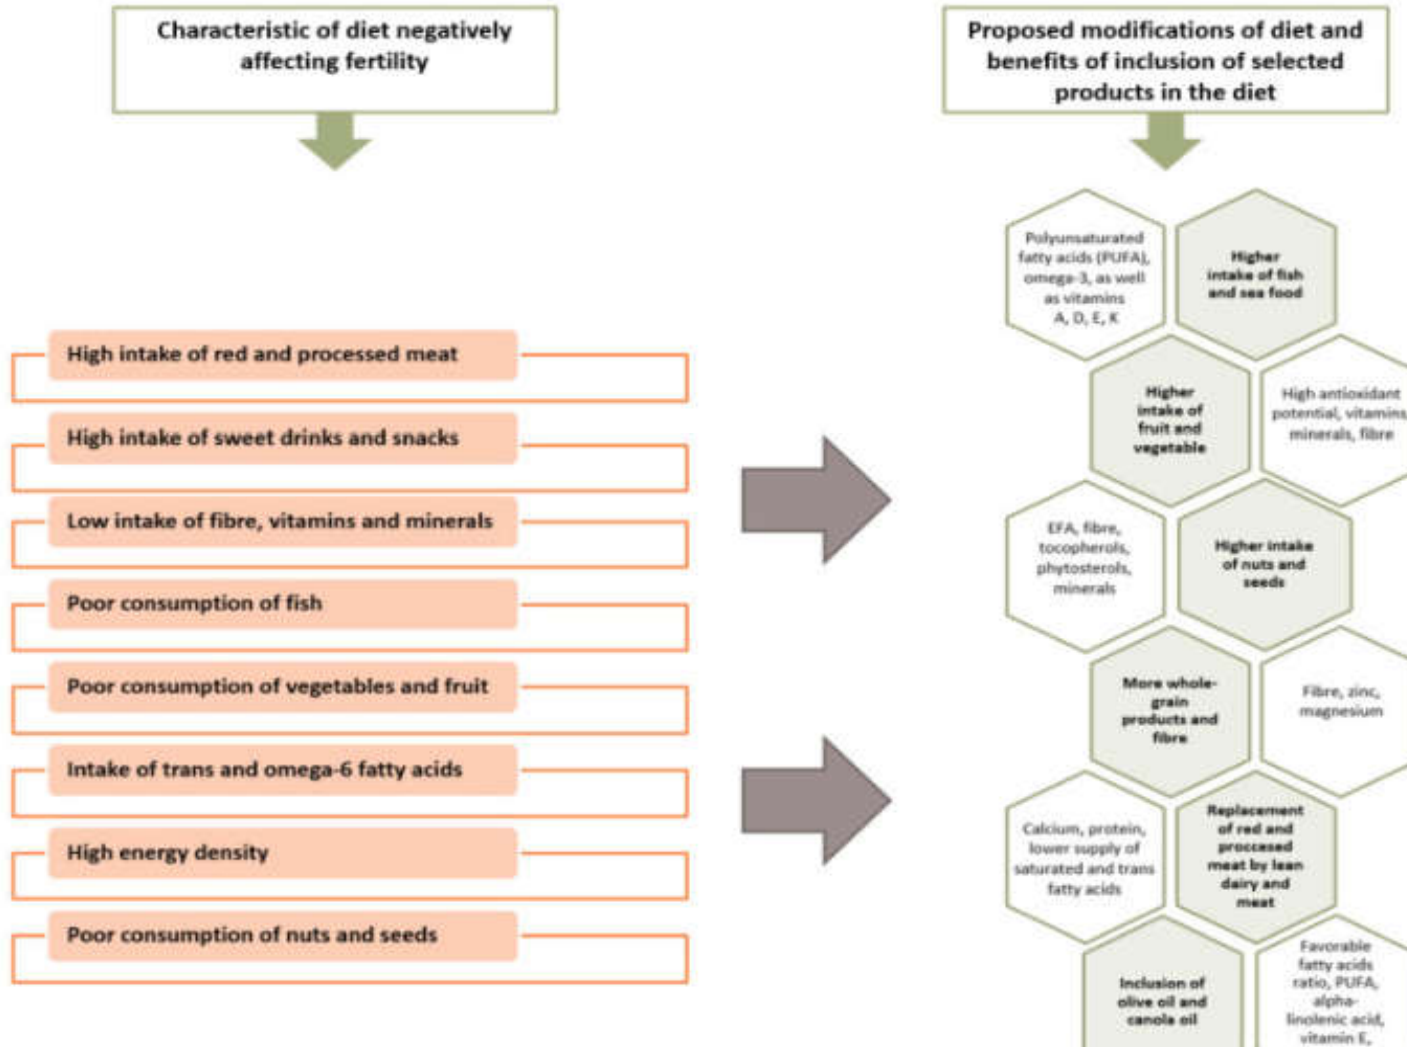 Characteristic of diet negatively
affecting fertility
Proposed modifications of diet and
benefits of inclusion of selected
products in the diet
High intake of red and processed meat
High intake of sweet drinks and snacks
Low intake of fibre, vitamins and minerals
Poor consumption of fish
Poor consumption of vegetables and fruit
Intake of trans and omega-6 fatty acids
High energy density
Poor consumption of nuts and seeds
Polyunsaturated
fatty acids (PUFA),
omega-3, as well
as vitamins
A, D, E, K
Higher
intake of fish
and sea food
Higher
intake of
fruit and
vegetable
High antioxidant
potential, vitamins,
minerals, fibre
EFA, fibre,
tocopherols,
phytosterols,
minerals
Higher intake
of nuts and
seeds
More whole-
grain
products and
fibre
Fibre, zinc,
magnesium
Calcium, protein,
lower supply of
saturated and trans
fatty acids
Replacement
of red and
proccesed
meat by lean
dairy and
meat
Inclusion of
olive oil and
canola oil
Favorable
fatty acids
ratio, PUFA,
alpha-
linolenic acid,
vitamin E,